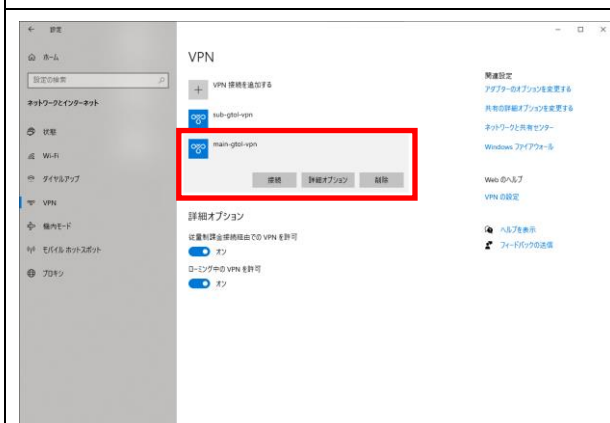 設定
ホーム
設定の検索
ネットワークとインターネット
状態
Wi-Fi
ダイヤルアップ
VPN
機内モード
モバイル ホットスポット
プロキシ
VPN
VPN 接続を追加する
sub-gtol-vpn
main-gtol-vpn
接続 詳細オプション 削除
詳細オプション
従量制課金接続経由での VPN を許可
オン
ローミング中の VPN を許可
オン
関連設定
アダプターのオプションを変更する
共有の詳細オプションを変更する
ネットワークと共有センター
Windows ファイアウォール
Web のヘルプ
VPN の設定
ヘルプを表示
フィードバックの送信